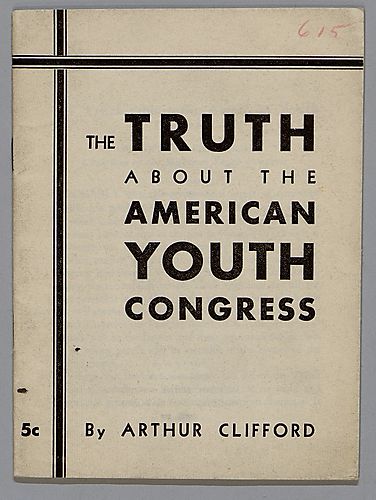 615
THE TRUTH
ABOUT THE
AMERICAN
YOUTH
CONGRESS
5c By ARTHUR CLIFFORD